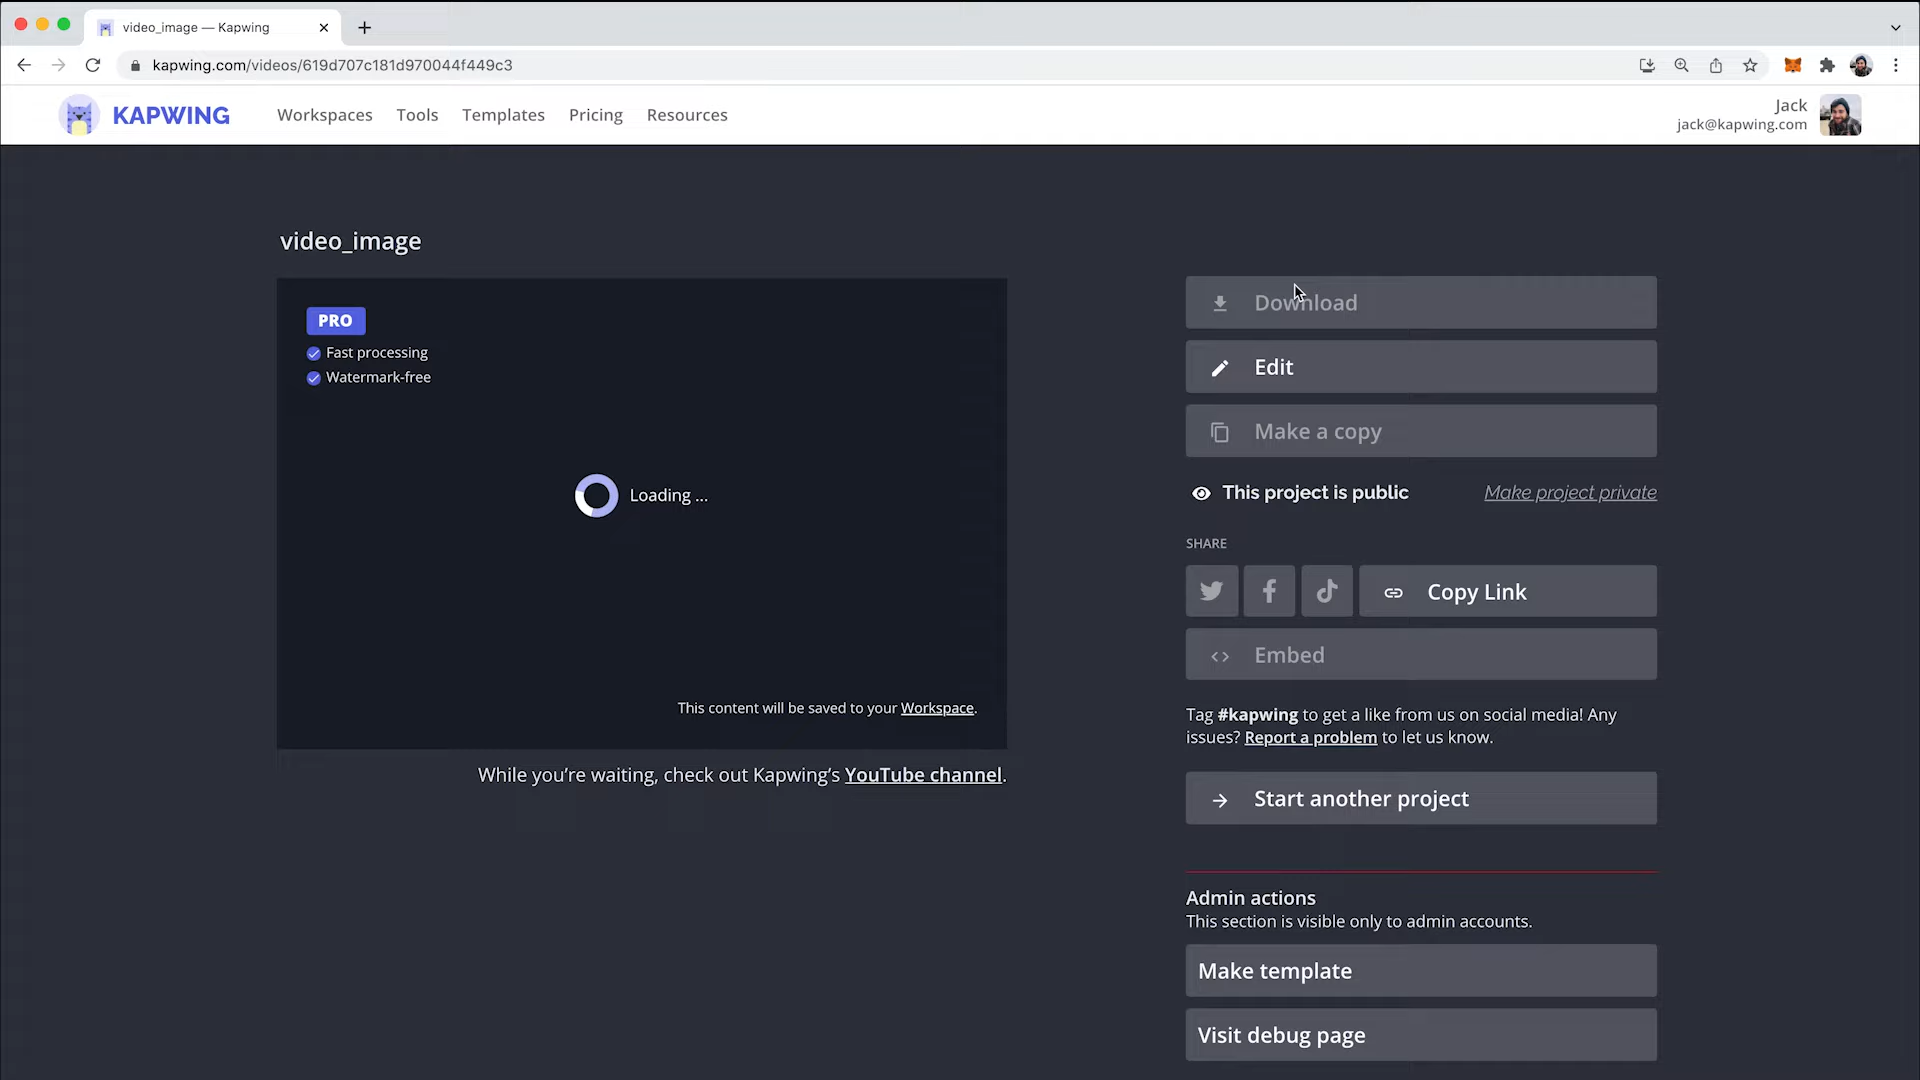 video_image — Kapwing
kapwing.com/videos/619d707c181d970044f449c3
KAPWING
Workspaces
Tools
Templates
Pricing
Resources
Jack
jack@kapwing.com
video_image
PRO
Fast processing
Watermark-free
Loading ...
This content will be saved to your Workspace.
While you’re waiting, check out Kapwing’s YouTube channel.
Download
Edit
Make a copy
This project is public
Make project private
SHARE
Copy Link
Embed
Tag #kapwing to get a like from us on social media! Any
issues? Report a problem to let us know.
Start another project
Admin actions
This section is visible only to admin accounts.
Make template
Visit debug page